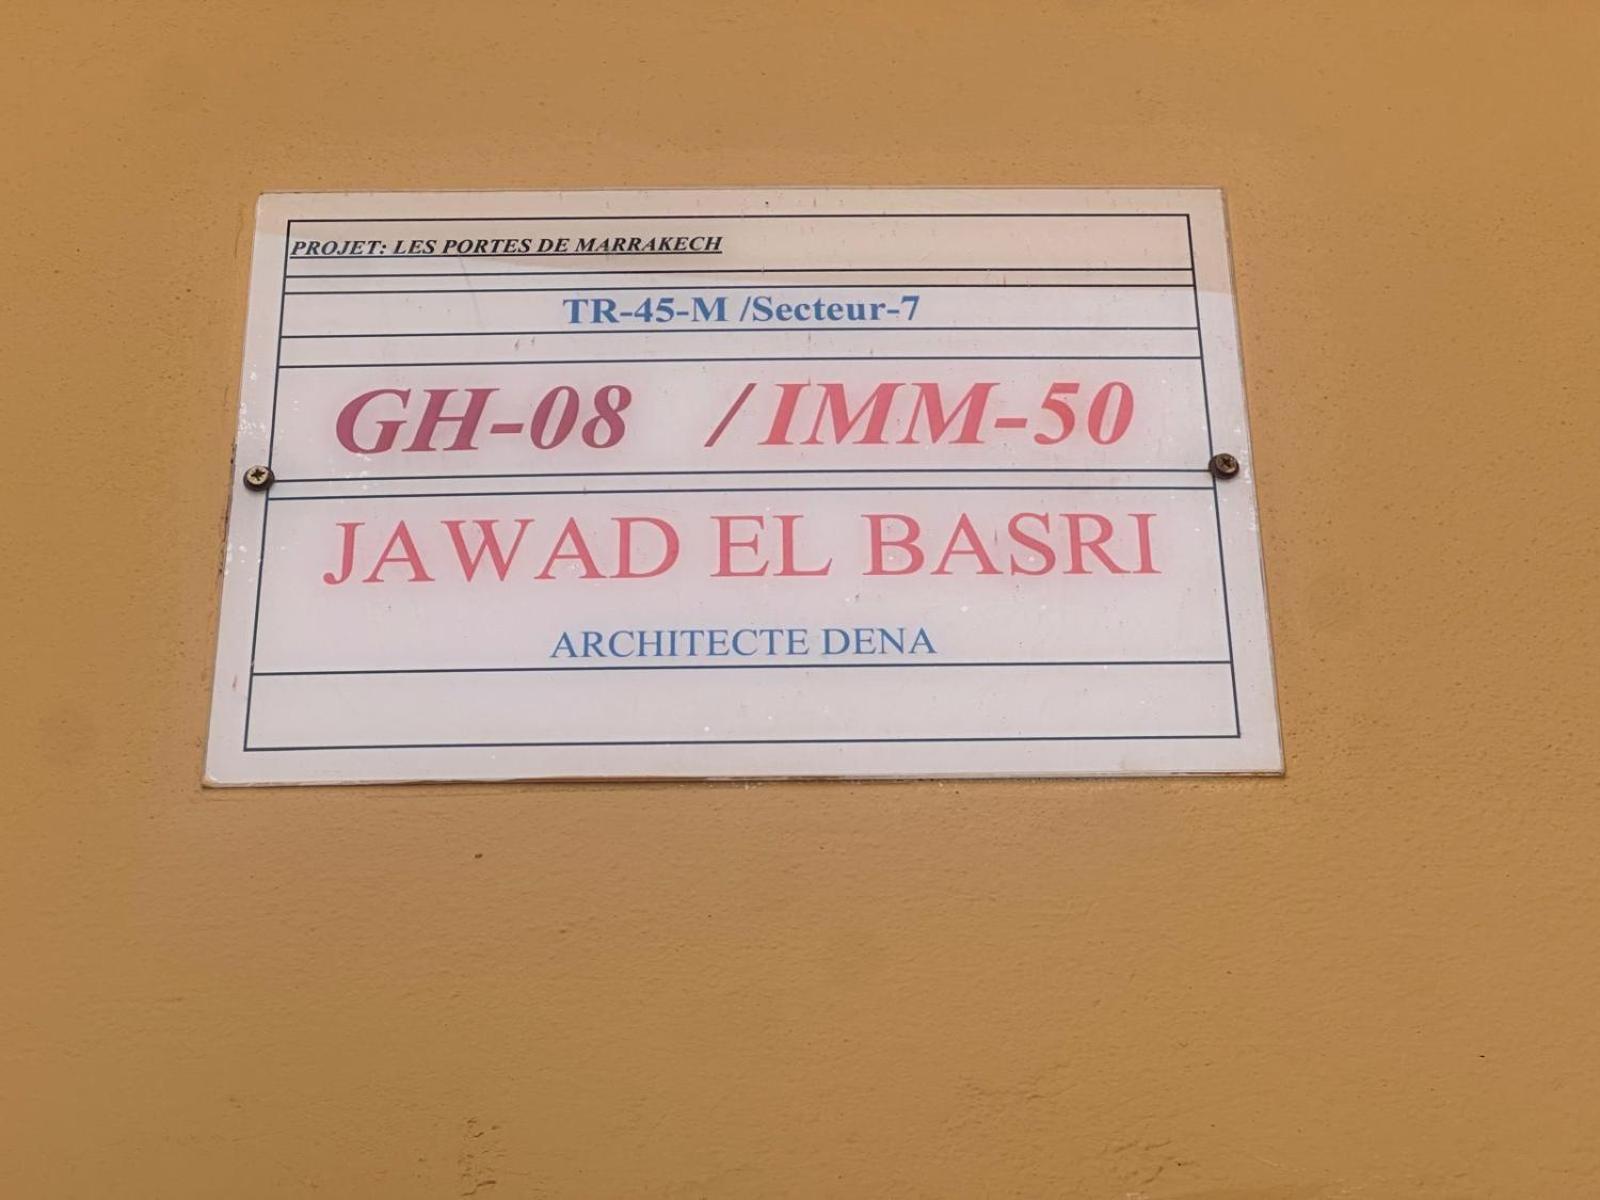 PROJET: LES PORTES DE MARRAKECH
TR-45-M /Secteur-7
GH-08 /IMM-50
JAWAD EL BASRI
ARCHITECTE DENA